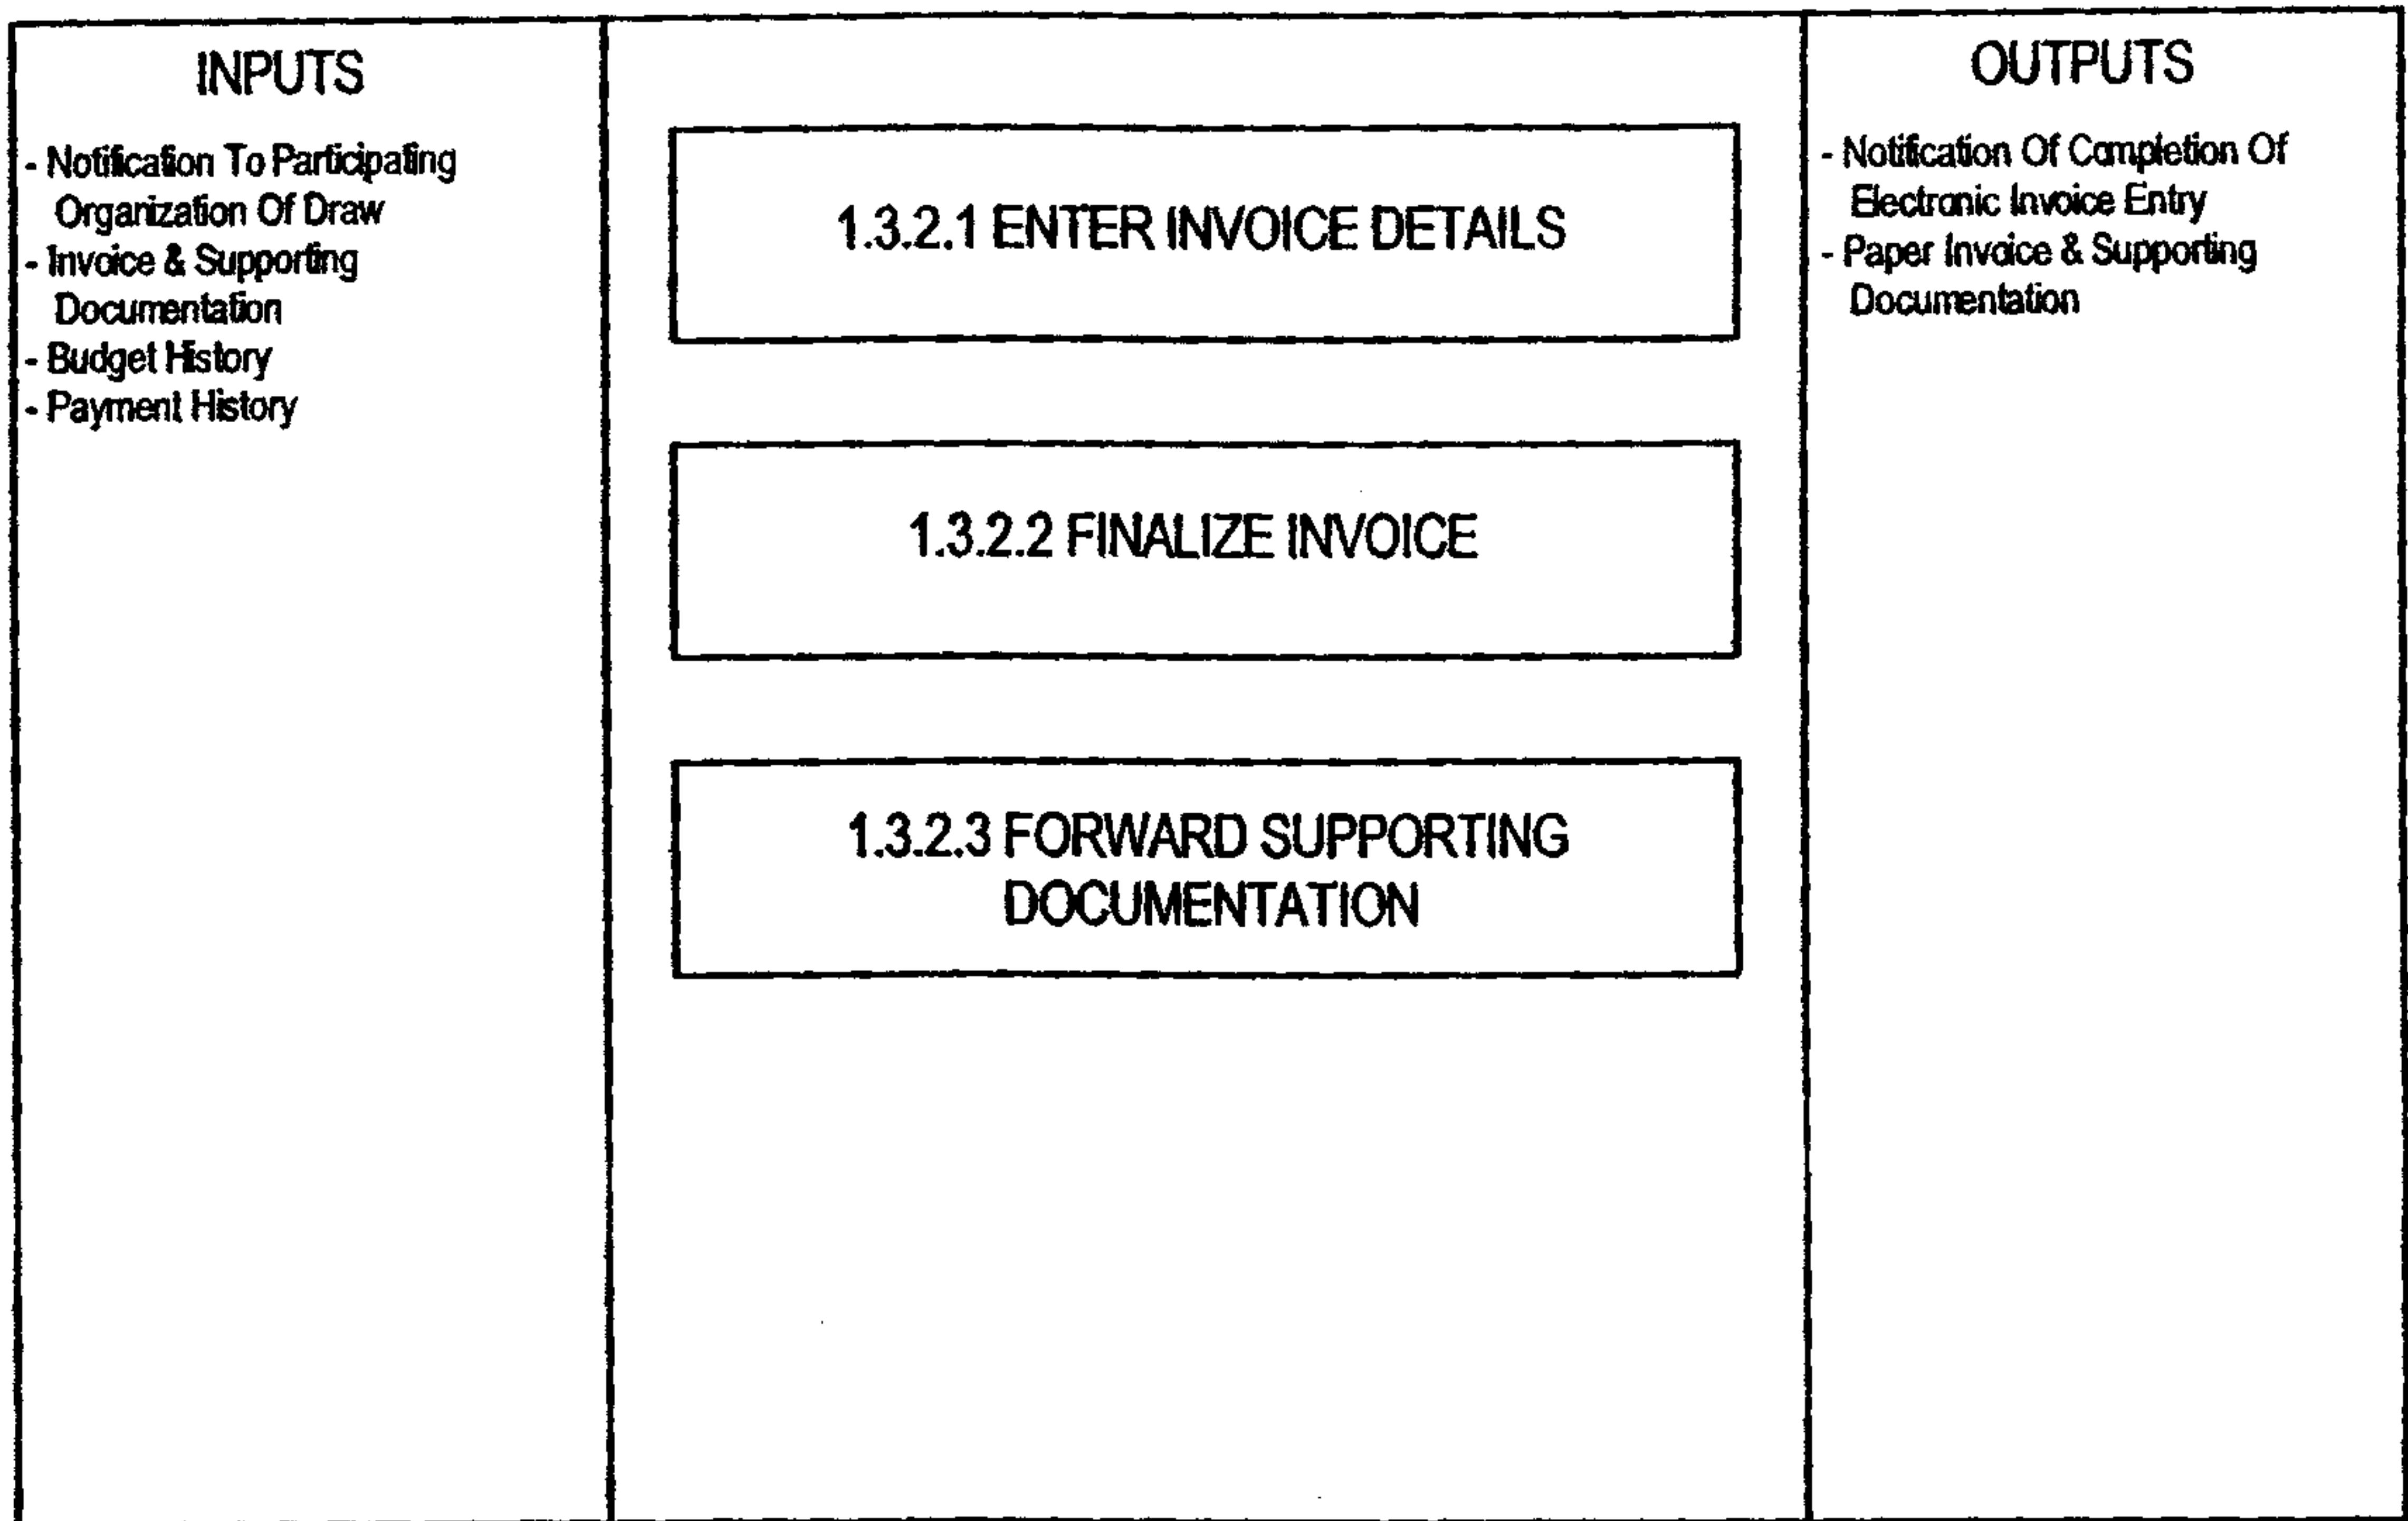 INPUTS
- Notification To Participating
Organization Of Draw
- Invoice & Supporting
Documentation
- Budget History
- Payment History
1.3.2.1 ENTER INVOICE DETAILS
1.3.2.2 FINALIZE INVOICE
1.3.2.3 FORWARD SUPPORTING
DOCUMENTATION
OUTPUTS
- Notification Of Completion Of
Electronic Invoice Entry
- Paper Invoice & Supporting
Documentation